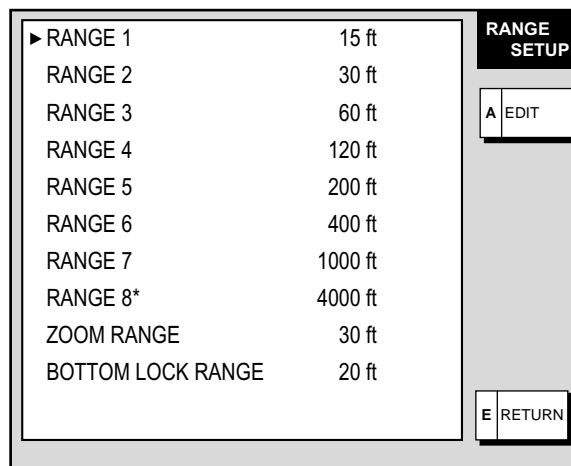 ►RANGE 1 15 ft
RANGE 2 30 ft
RANGE 3 60 ft
RANGE 4 120 ft
RANGE 5 200 ft
RANGE 6 400 ft
RANGE 7 1000 ft
RANGE 8* 4000 ft
ZOOM RANGE 30 ft
BOTTOM LOCK RANGE 20 ft
RANGE
SETUP
A EDIT
E RETURN